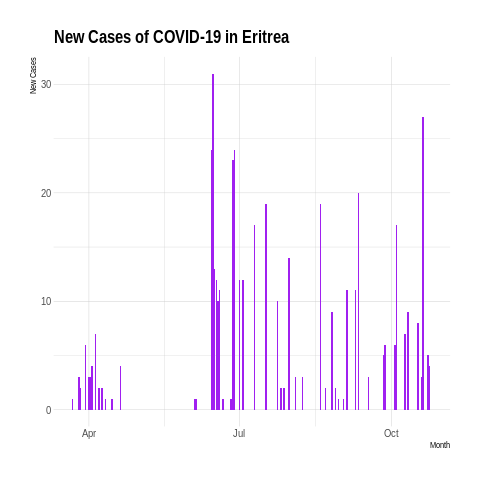 New Cases of COVID-19 in Eritrea
New Cases
30
20
10
0
Apr
Jul
Oct
Month